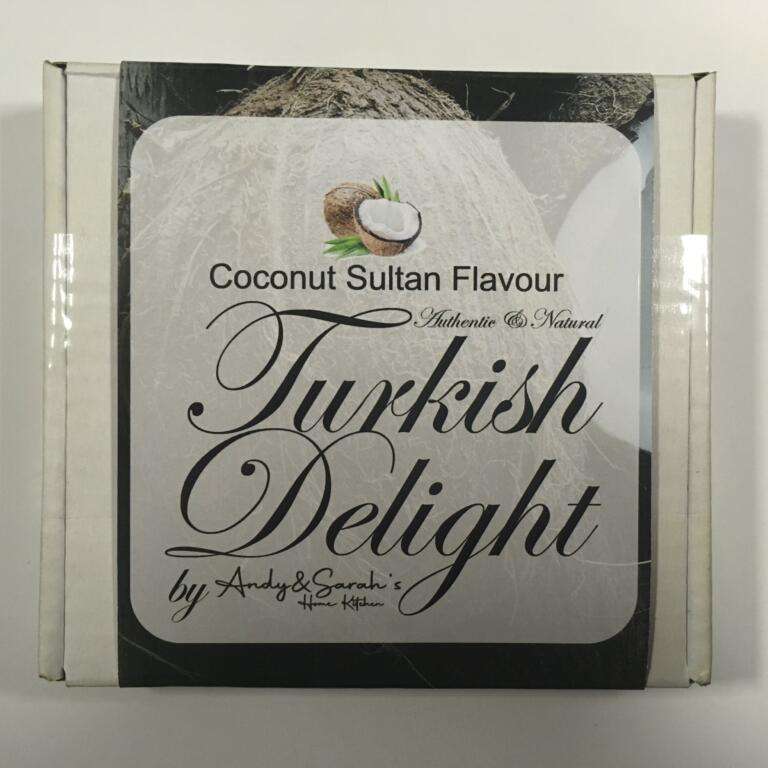 Coconut Sultan Flavour
Authentic & Natural
Turkish
Delight
by Andy&Sarah's
Home Kitchen